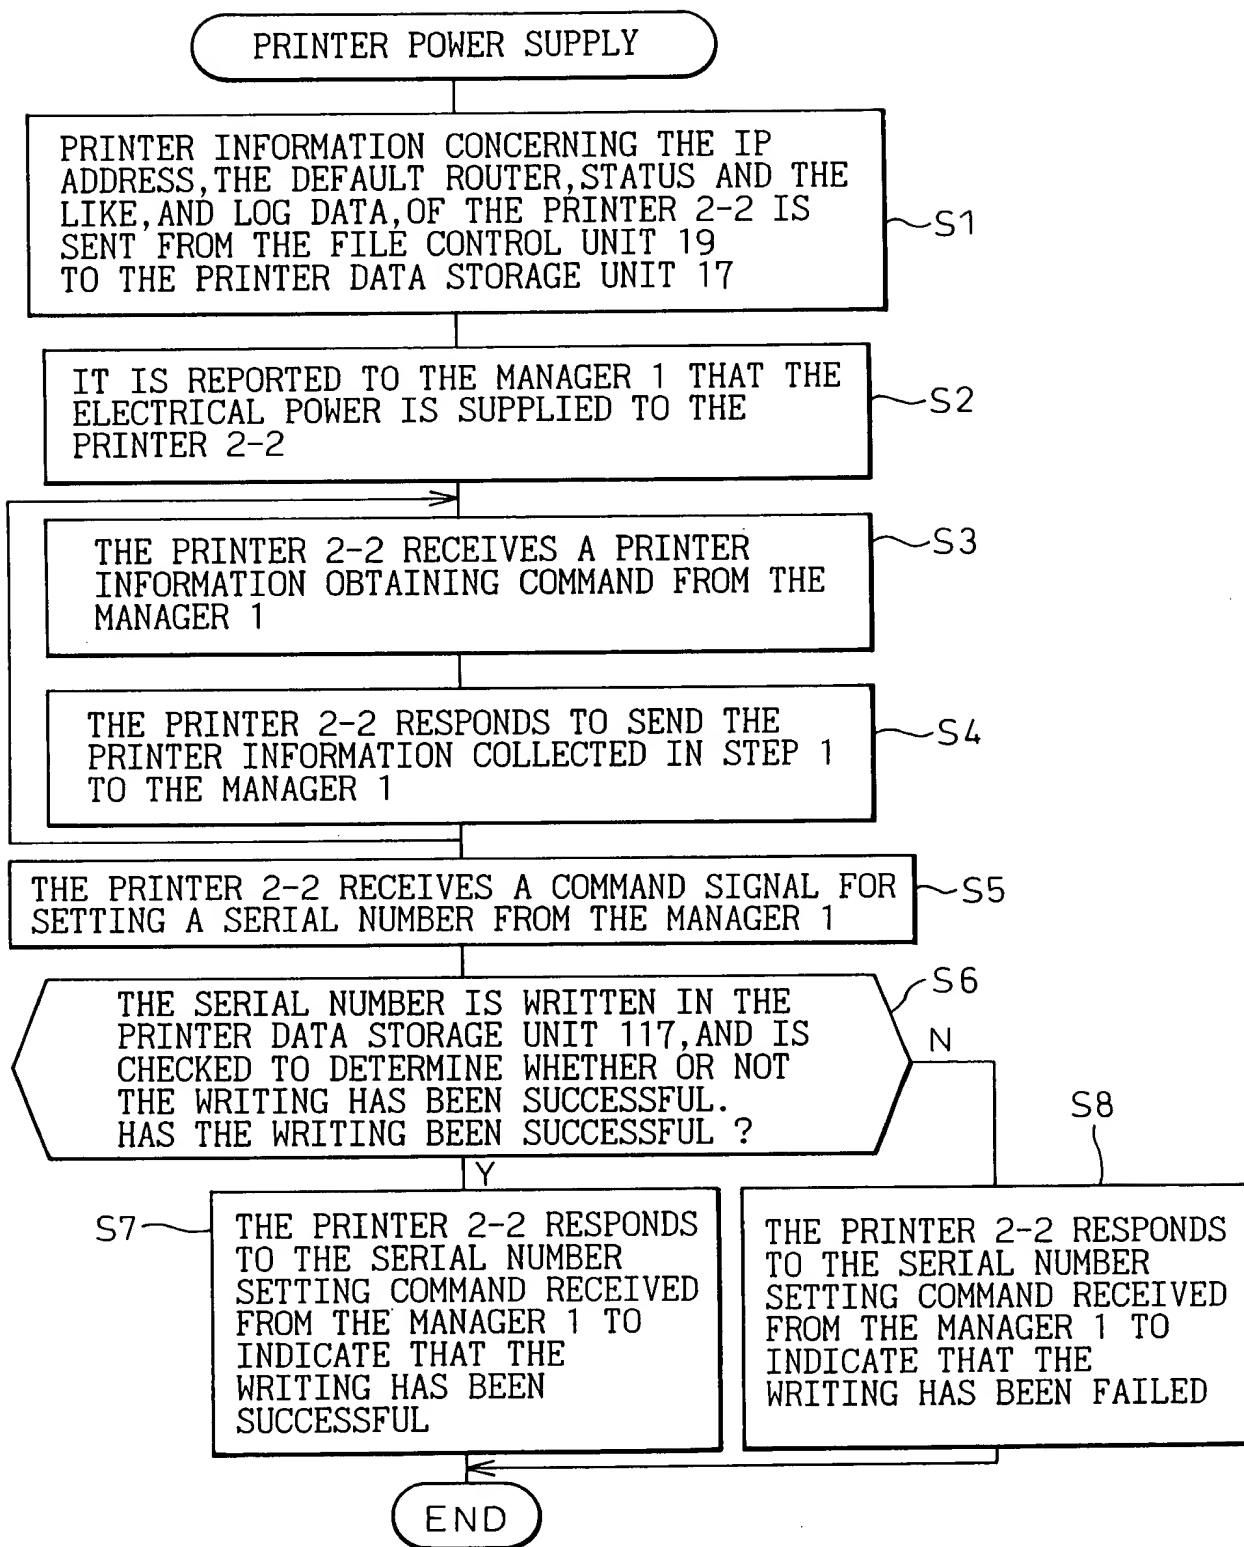 PRINTER POWER SUPPLY
PRINTER INFORMATION CONCERNING THE IP
ADDRESS,THE DEFAULT ROUTER,STATUS AND THE
LIKE,AND LOG DATA,OF THE PRINTER 2-2 IS
SENT FROM THE FILE CONTROL UNIT 19
TO THE PRINTER DATA STORAGE UNIT 17
S1
IT IS REPORTED TO THE MANAGER 1 THAT THE
ELECTRICAL POWER IS SUPPLIED TO THE
PRINTER 2-2
S2
THE PRINTER 2-2 RECEIVES A PRINTER
INFORMATION OBTAINING COMMAND FROM THE
MANAGER 1
S3
THE PRINTER 2-2 RESPONDS TO SEND THE
PRINTER INFORMATION COLLECTED IN STEP 1
TO THE MANAGER 1
S4
THE PRINTER 2-2 RECEIVES A COMMAND SIGNAL FOR
SETTING A SERIAL NUMBER FROM THE MANAGER 1
S5
THE SERIAL NUMBER IS WRITTEN IN THE
PRINTER DATA STORAGE UNIT 117,AND IS
CHECKED TO DETERMINE WHETHER OR NOT
THE WRITING HAS BEEN SUCCESSFUL.
HAS THE WRITING BEEN SUCCESSFUL ?
S6
N
Y
S7
THE PRINTER 2-2 RESPONDS
TO THE SERIAL NUMBER
SETTING COMMAND RECEIVED
FROM THE MANAGER 1 TO
INDICATE THAT THE
WRITING HAS BEEN
SUCCESSFUL
S8
THE PRINTER 2-2 RESPONDS
TO THE SERIAL NUMBER
SETTING COMMAND RECEIVED
FROM THE MANAGER 1 TO
INDICATE THAT THE
WRITING HAS BEEN FAILED
END